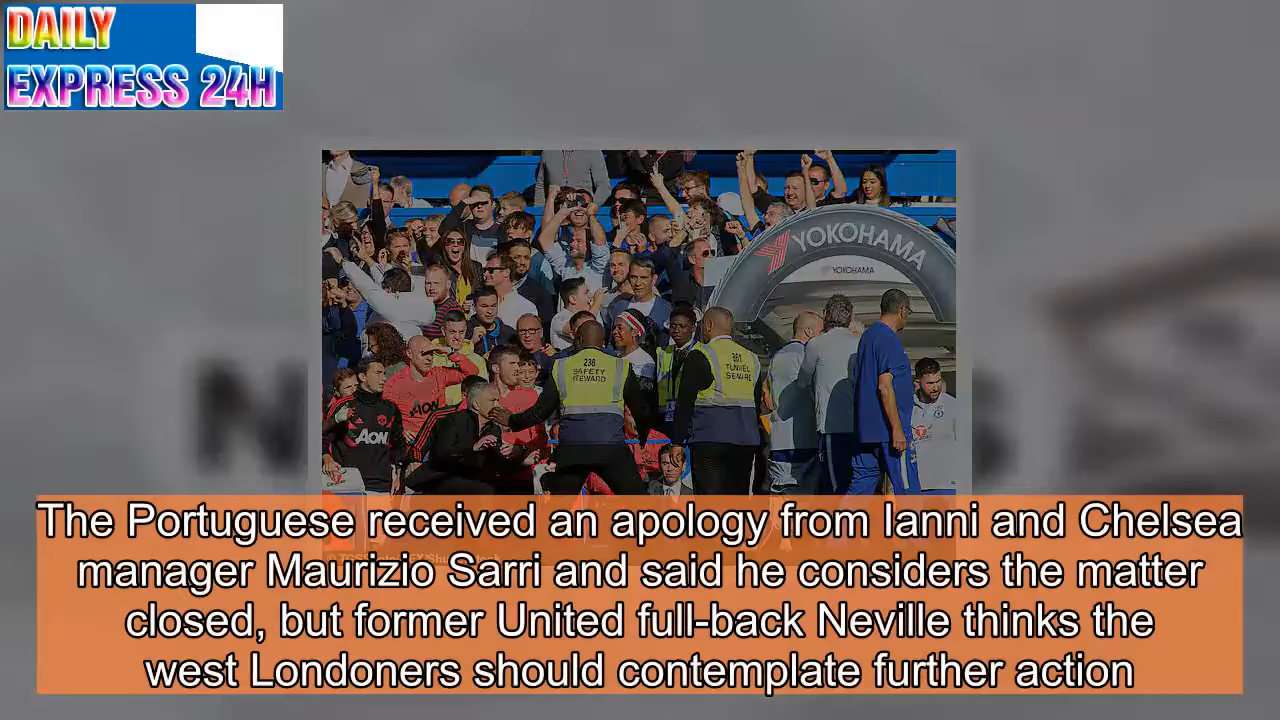 DAILY
EXPRESS 24H
YOKOHAMA
YOKOHAMA
238
SAFETY
STEWARD
361
TUNNEL
AON
AON
The Portuguese received an apology from Ianni and Chelsea
manager Maurizio Sarri and said he considers the matter
closed, but former United full-back Neville thinks the
west Londoners should contemplate further action